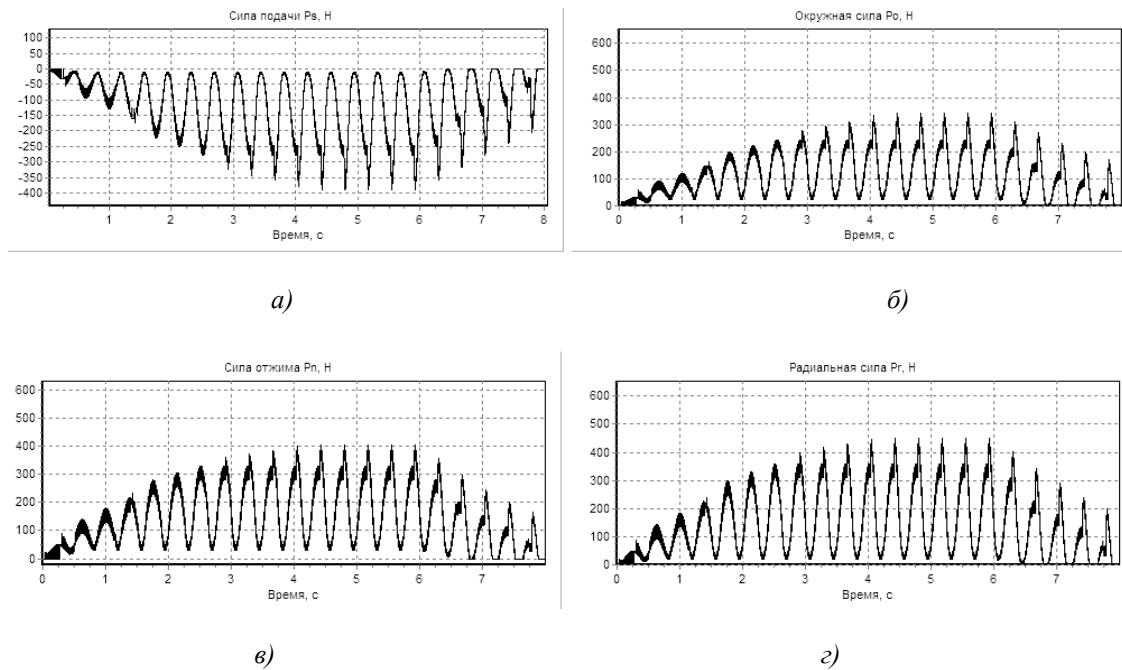 Сила подачи Ps, Н
100
50
0
-50
-100
-150
-200
-250
-300
-350
-400
1 2 3 4 5 6 7 8
Время, с
а)
Окружная сила Po, Н
600
500
400
300
200
100
0
0 1 2 3 4 5 6 7
Время, с
б)
Сила отжима Pn, Н
600
500
400
300
200
100
0
0 1 2 3 4 5 6 7
Время, с
в)
Радиальная сила Pr, Н
600
500
400
300
200
100
0
0 1 2 3 4 5 6 7
Время, с
г)